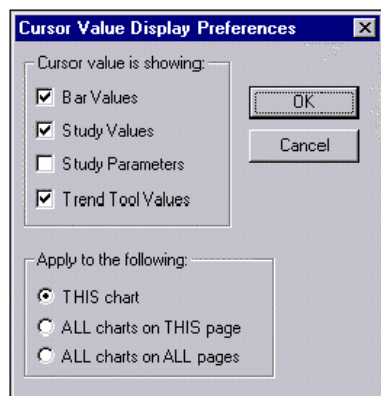 Cursor Value Display Preferences
Cursor value is showing:
Bar Values
Study Values
Study Parameters
Trend Tool Values
OK
Cancel
Apply to the following:
THIS chart
ALL charts on THIS page
ALL charts on ALL pages